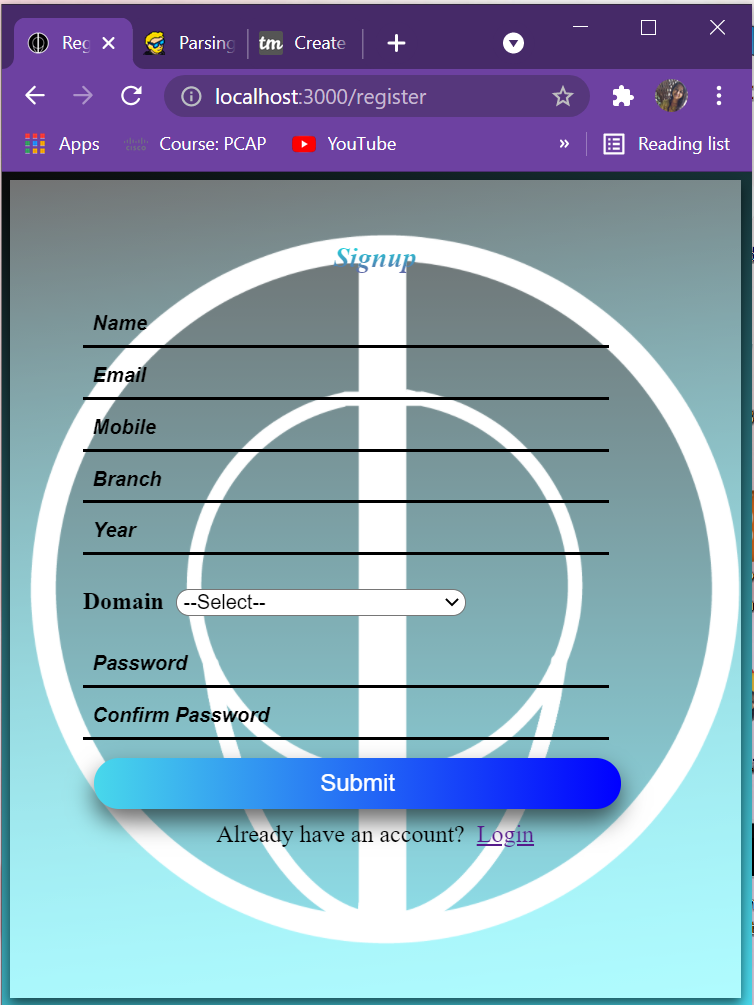 Reg Parsing tm Create
localhost:3000/register
Apps Course: PCAP YouTube » Reading list
Signup
Name
Email
Mobile
Branch
Year
Domain --Select--
Password
Confirm Password
Submit
Already have an account? Login